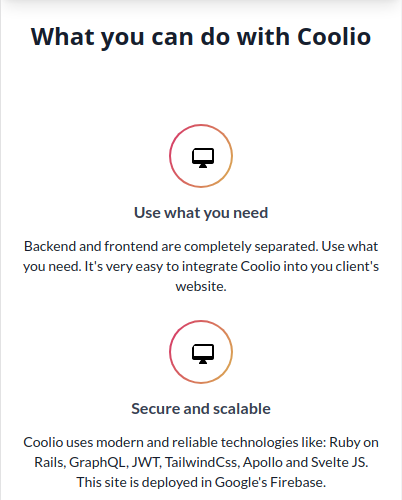 What you can do with Coolio
Use what you need
Backend and frontend are completely separated. Use what
you need. It's very easy to integrate Coolio into you client's
website.
Secure and scalable
Coolio uses modern and reliable technologies like: Ruby on
Rails, GraphQL, JWT, TailwindCss, Apollo and Svelte JS.
This site is deployed in Google's Firebase.